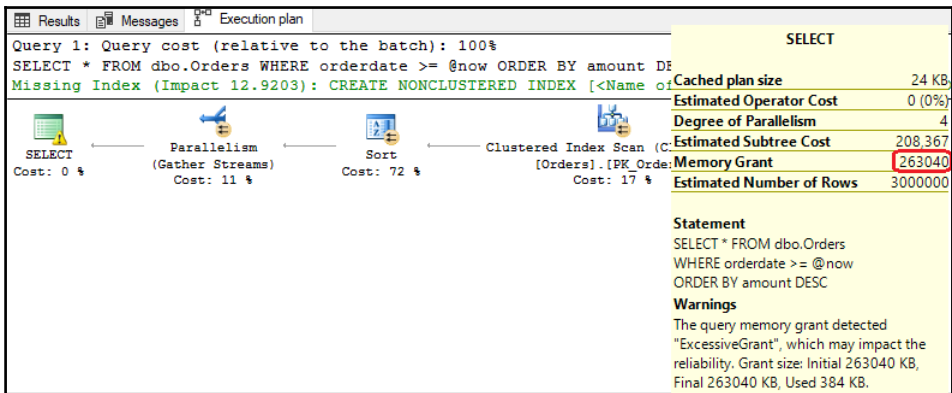 Results Messages Execution plan
Query 1: Query cost (relative to the batch): 100%
SELECT * FROM dbo.Orders WHERE orderdate >= @now ORDER BY amount DE
Missing Index (Impact 12.9203): CREATE NONCLUSTERED INDEX [<Name of
SELECT
Cost: 0 %
Parallelism
(Gather Streams)
Cost: 11 %
Sort
Cost: 72 %
Clustered Index Scan (C
[Orders].[PK_Orde
Cost: 17 %
SELECT
Cached plan size 24 KB
Estimated Operator Cost 0 (0%)
Degree of Parallelism 4
Estimated Subtree Cost 208,367
Memory Grant 263040
Estimated Number of Rows 3000000
Statement
SELECT * FROM dbo.Orders
WHERE orderdate >= @now
ORDER BY amount DESC
Warnings
The query memory grant detected
"ExcessiveGrant", which may impact the
reliability. Grant size: Initial 263040 KB,
Final 263040 KB, Used 384 KB.